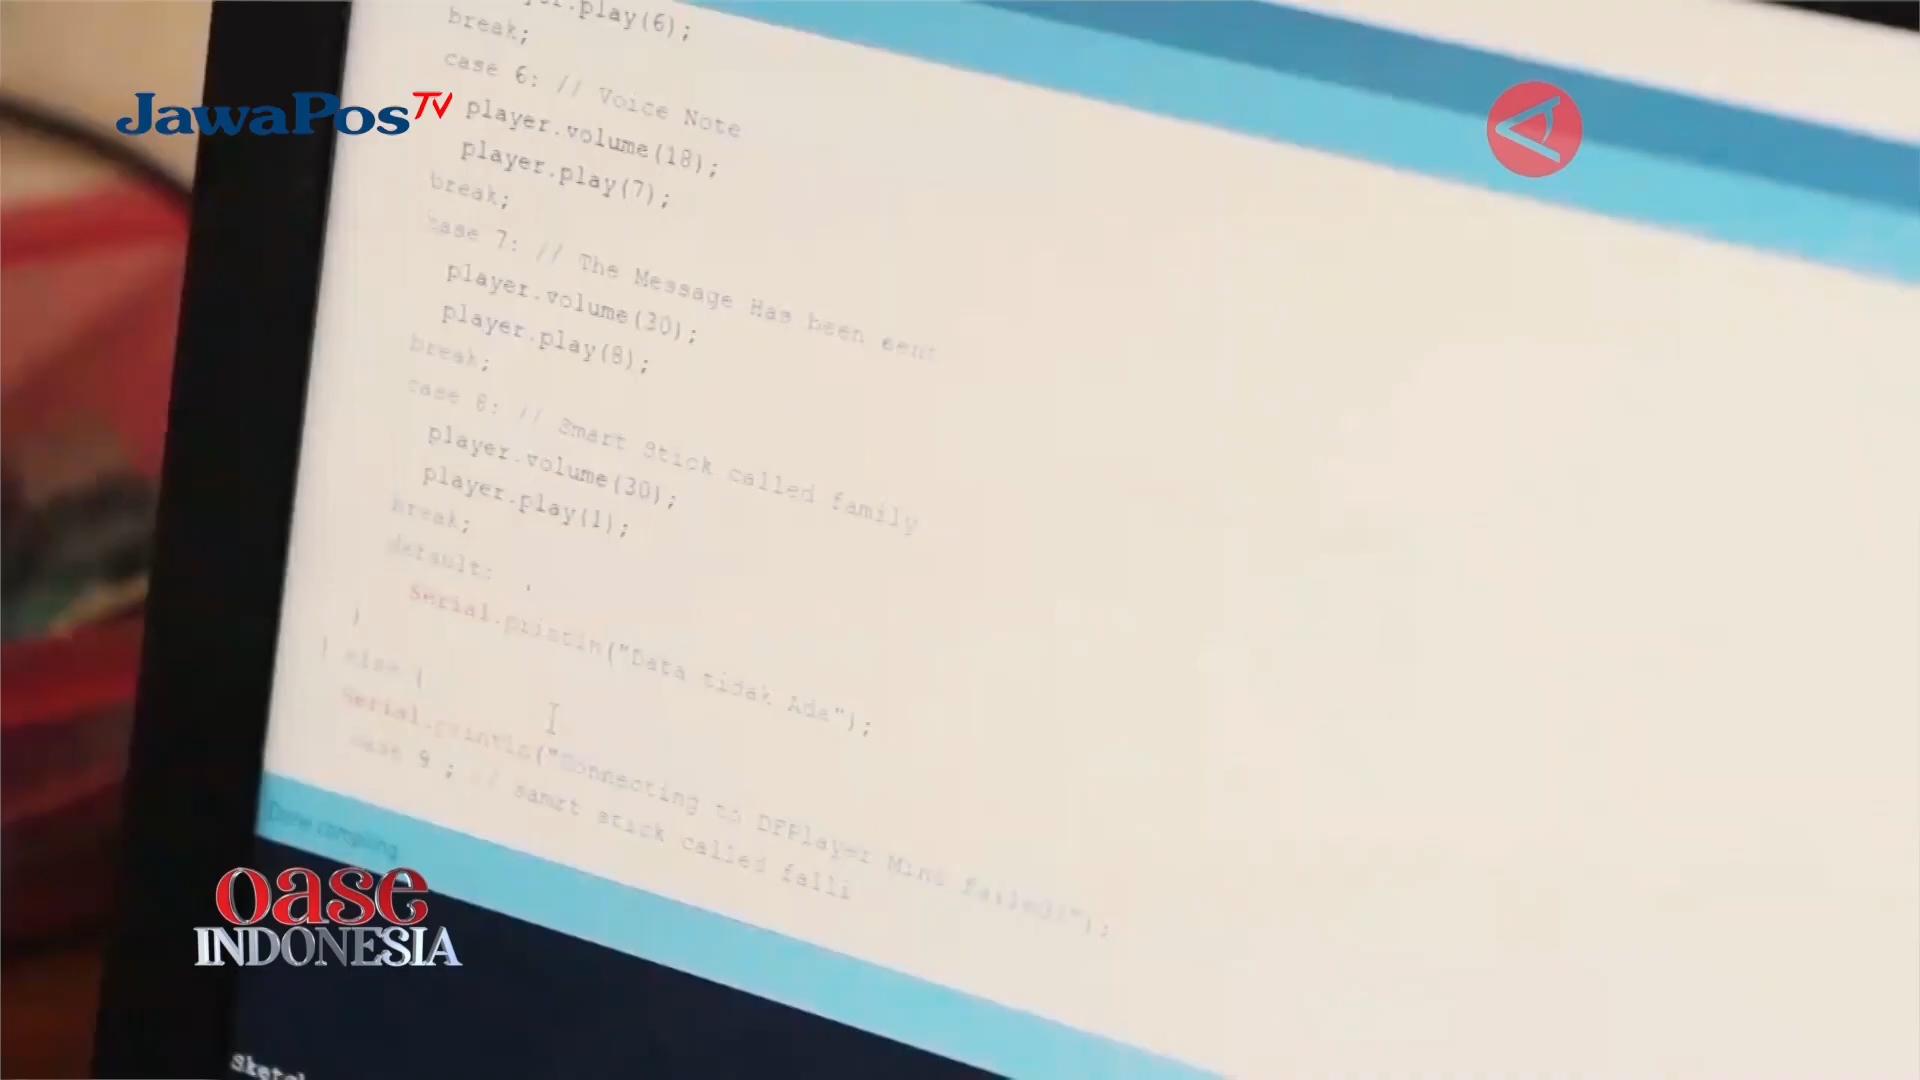 player.play(6);
break;
case 6: // Voice Note
player.volume(18);
player.play(7);
break;
case 7: // The Message Has been sent
player.volume(30);
player.play(8);
break;
case 8: // Smart Stick called family
player.volume(30);
player.play(1);
break;
default:
Serial.println("Data tidak Ada");
}
} else {
Serial.println("Connecting to DFPlayer Mini failed!");
case 9 ; // samrt stick called falli
Done compiling
JawaPos TV
Oase
INDONESIA